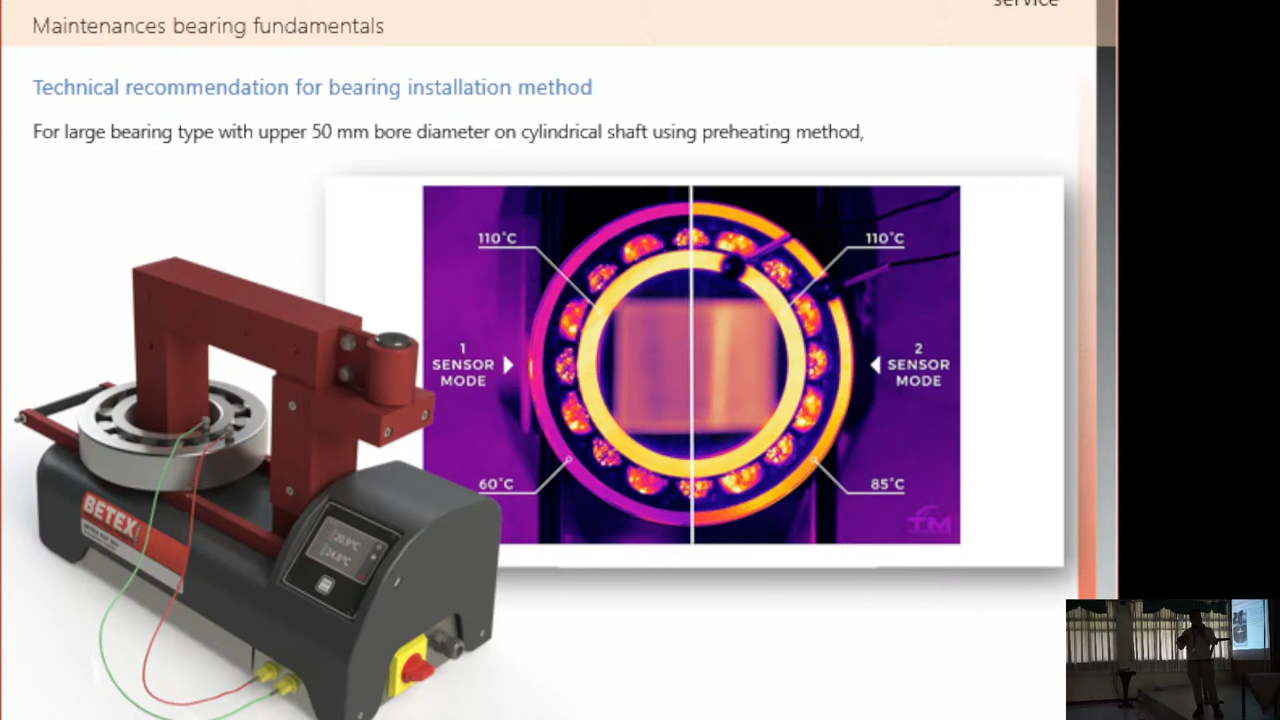 service
Maintenances bearing fundamentals
Technical recommendation for bearing installation method
For large bearing type with upper 50 mm bore diameter on cylindrical shaft using preheating method,
110°C
110°C
1
SENSOR
MODE
2
SENSOR
MODE
60°C
85°C
TM
BETEX